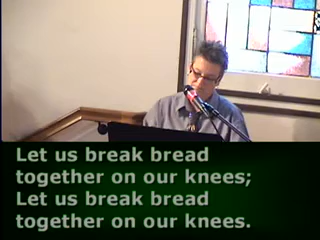 Let us break bread
together on our knees;
Let us break bread
together on our knees.